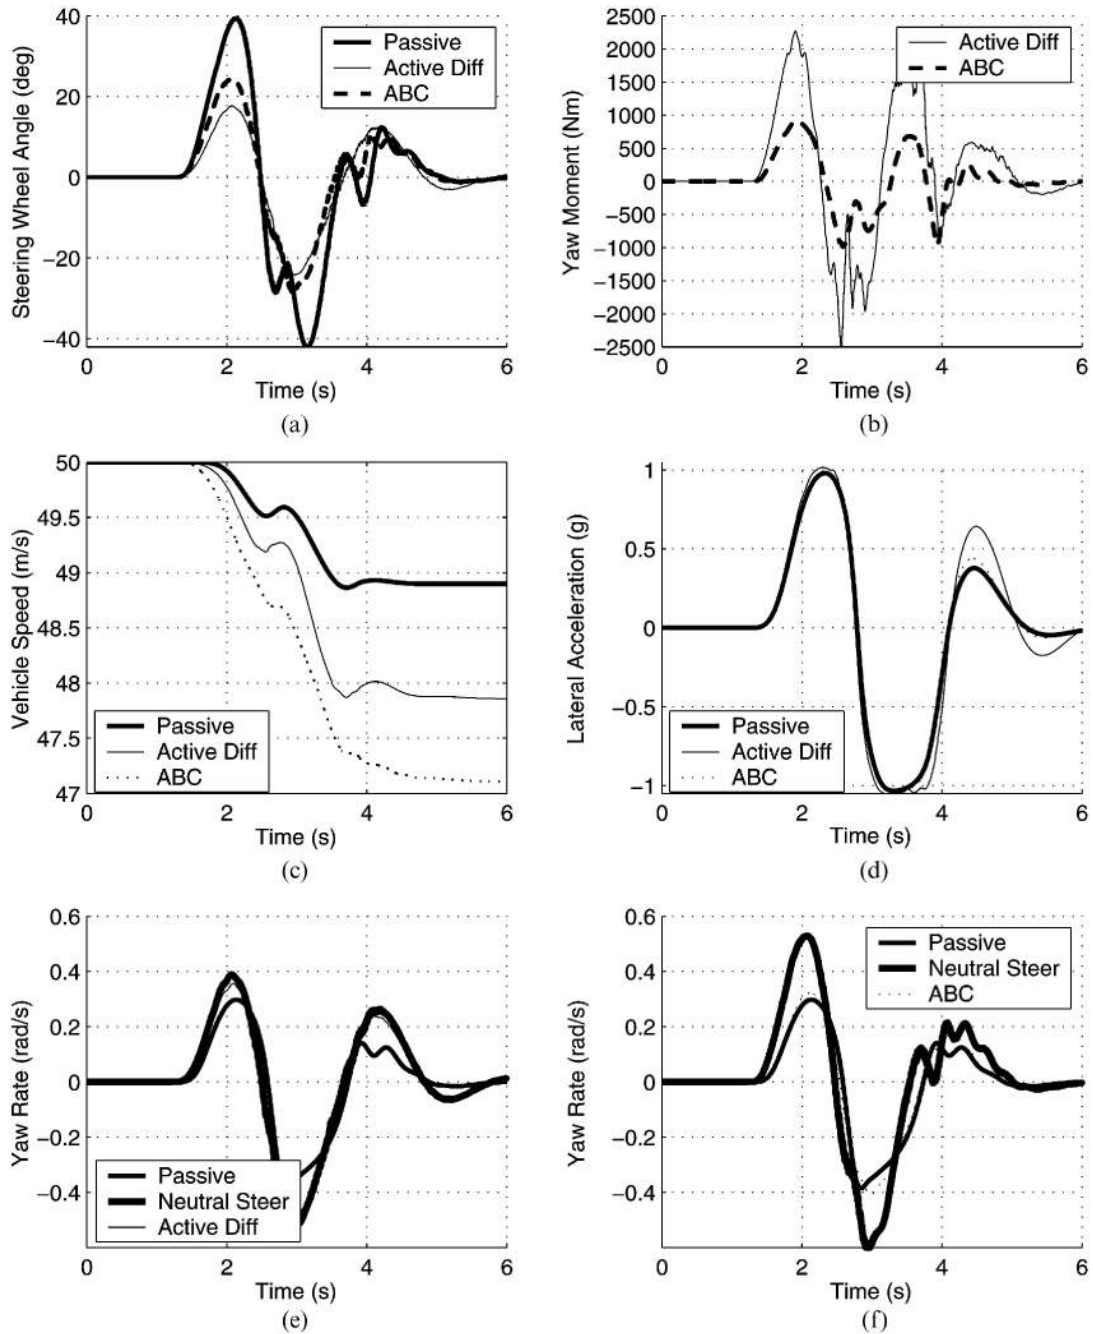 40
20
0
−20
−40
Steering Wheel Angle (deg)
Passive
Active Diff
ABC
0 2 4 6
Time (s)
(a)
2500
2000
1500
1000
500
0
−500
−1000
−1500
−2000
−2500
Yaw Moment (Nm)
Active Diff
ABC
0 2 4 6
Time (s)
(b)
50
49.5
49
48.5
48
47.5
47
Vehicle Speed (m/s)
Passive
Active Diff
ABC
0 2 4 6
Time (s)
(c)
1
0.5
0
−0.5
−1
Lateral Acceleration (g)
Passive
Active Diff
ABC
0 2 4 6
Time (s)
(d)
0.6
0.4
0.2
0
−0.2
−0.4
Yaw Rate (rad/s)
Passive
Neutral Steer
Active Diff
0 2 4 6
Time (s)
(e)
0.6
0.4
0.2
0
−0.2
−0.4
Yaw Rate (rad/s)
Passive
Neutral Steer
ABC
0 2 4 6
Time (s)
(f)